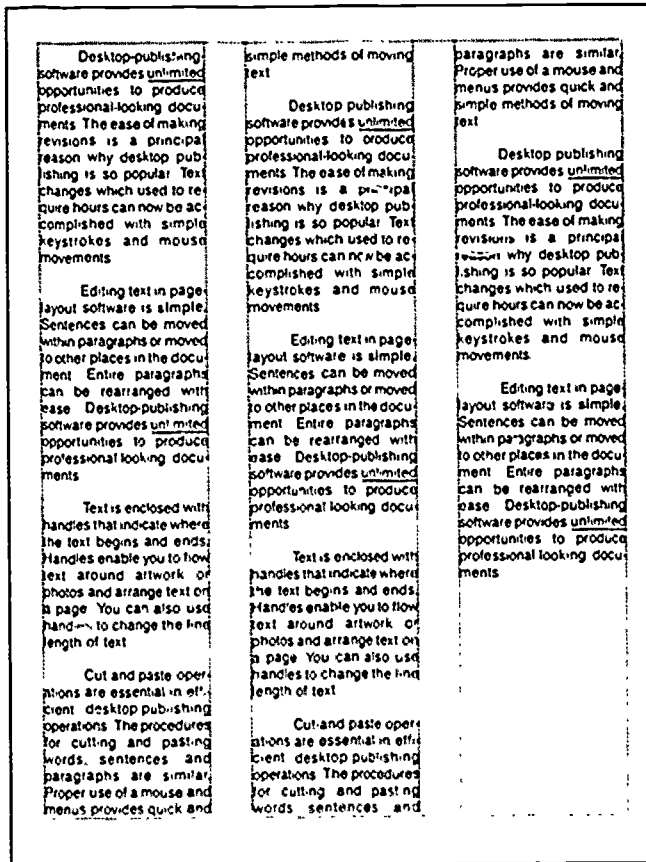 Desktop-publishing
software provides unlimited
opportunities to produce
professional-looking docu
ments The ease of making
revisions is a principal
reason why desktop pub
lishing is so popular Text
changes which used to re
quire hours can now be ac
complished with simple
keystrokes and mouse
movements
Editing text in page
layout software is simple.
Sentences can be moved
within paragraphs or moved
to other places in the docu
ment Entire paragraphs
can be rearranged with
ease Desktop-publishing
software provides unlimited
opportunities to produce
professional looking docu
ments
Text is enclosed with
handles that indicate where
the text begins and ends.
Handles enable you to flow
text around artwork or
photos and arrange text on
a page You can also use
handles to change the line
length of text
Cut and paste oper
ations are essential in effi
cient desktop publishing
operations The procedures
for cutting and pasting
words, sentences and
paragraphs are similar.
Proper use of a mouse and
menus provides quick and
simple methods of moving
text
Desktop publishing
software provides unlimited
opportunities to produce
professional-looking docu
ments The ease of making
revisions is a principal
reason why desktop pub
lishing is so popular Text
changes which used to re
quire hours can now be ac
complished with simple
keystrokes and mouse
movements
Editing text in page
layout software is simple.
Sentences can be moved
within paragraphs or moved
to other places in the docu
ment Entire paragraphs
can be rearranged with
ease Desktop-publishing
software provides unlimited
opportunities to produce
professional looking docu
ments
Text is enclosed with
handles that indicate where
the text begins and ends.
Handles enable you to flow
text around artwork or
photos and arrange text on
a page You can also use
handles to change the line
length of text
Cut and paste oper
ations are essential in effi
cient desktop publishing
operations The procedures
for cutting and pasting
words sentences and
paragraphs are similar.
Proper use of a mouse and
menus provides quick and
simple methods of moving
text
Desktop publishing
software provides unlimited
opportunities to produce
professional-looking docu
ments The ease of making
revisions is a principal
reason why desktop pub
lishing is so popular Text
changes which used to re
quire hours can now be ac
complished with simple
keystrokes and mouse
movements
Editing text in page
layout software is simple.
Sentences can be moved
within paragraphs or moved
to other places in the docu
ment Entire paragraphs
can be rearranged with
ease Desktop-publishing
software provides unlimited
opportunities to produce
professional looking docu
ments